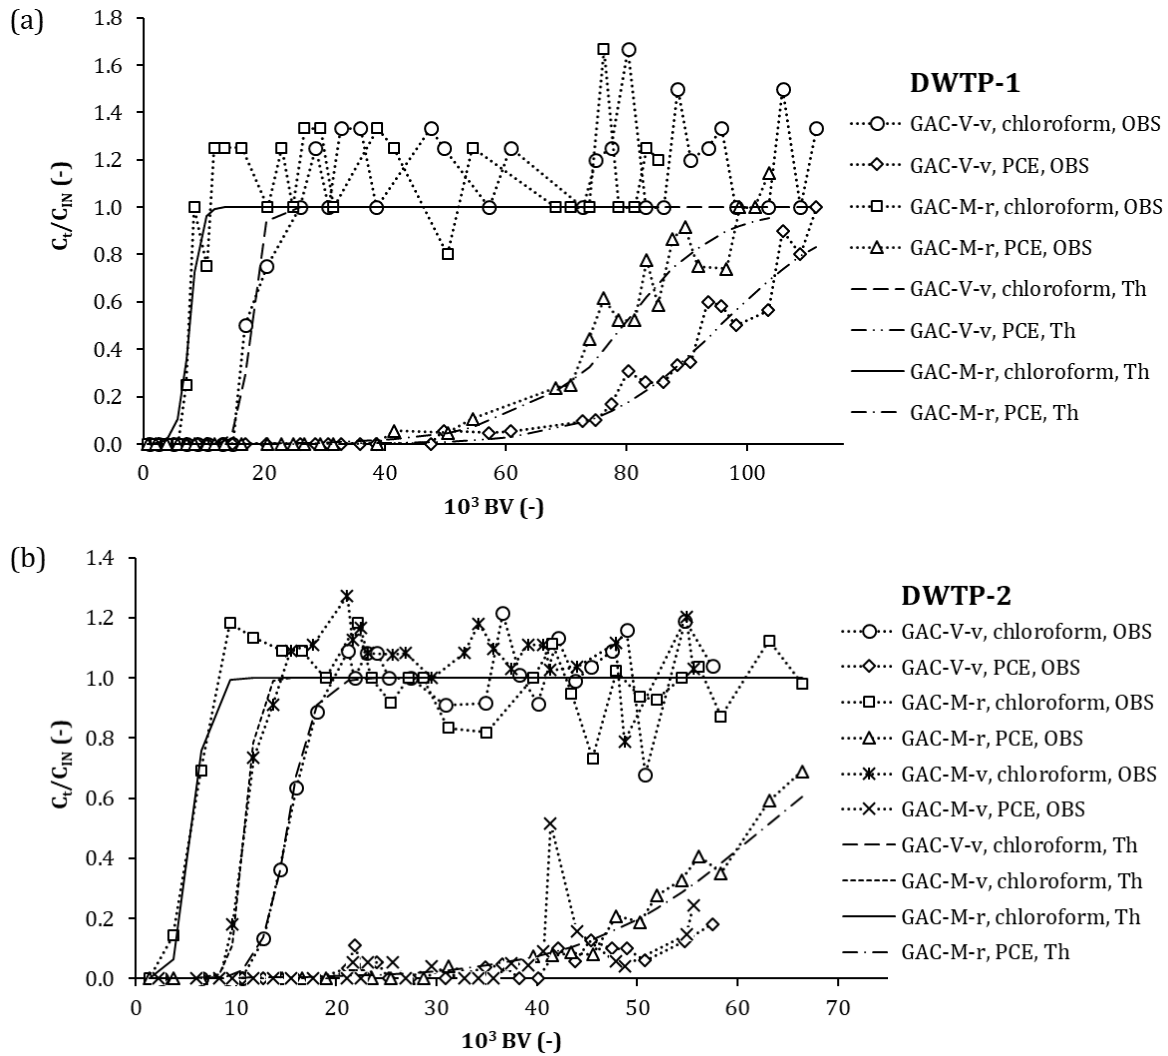 (a)
1.8
1.6
1.4
1.2
1.0
0.8
0.6
0.4
0.2
0.0
Ct/CIN (-)
0 20 40 60 80 100
10³ BV (-)
DWTP-1
GAC-V-v, chloroform, OBS
GAC-V-v, PCE, OBS
GAC-M-r, chloroform, OBS
GAC-M-r, PCE, OBS
GAC-V-v, chloroform, Th
GAC-V-v, PCE, Th
GAC-M-r, chloroform, Th
GAC-M-r, PCE, Th
(b)
1.4
1.2
1.0
0.8
0.6
0.4
0.2
0.0
Ct/CIN (-)
0 10 20 30 40 50 60 70
10³ BV (-)
DWTP-2
GAC-V-v, chloroform, OBS
GAC-V-v, PCE, OBS
GAC-M-r, chloroform, OBS
GAC-M-r, PCE, OBS
GAC-M-v, chloroform, OBS
GAC-M-v, PCE, OBS
GAC-V-v, chloroform, Th
GAC-M-v, chloroform, Th
GAC-M-r, chloroform, Th
GAC-M-r, PCE, Th